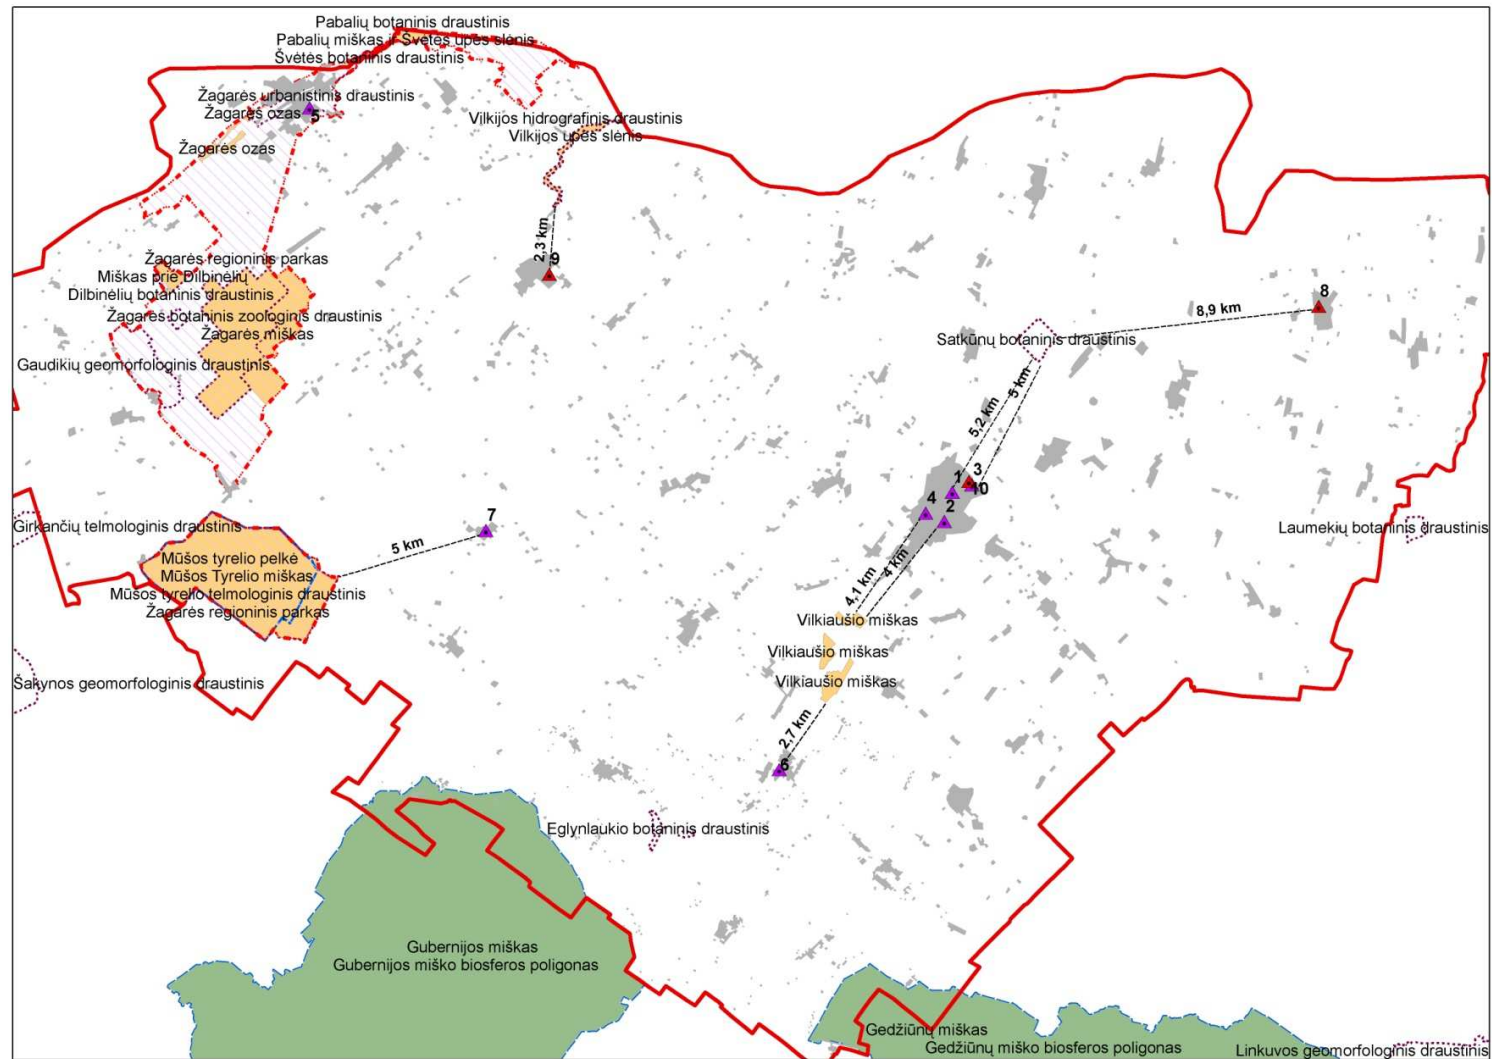 Pabalių botaninis draustinis
Pabalių miškas ir Švėtės upės slėnis
Švėtės botaninis draustinis
Žagarės urbanistinis draustinis
Žagarės ozas
5
Žagarės ozas
Vilkijos hidrografinis draustinis
Vilkijos upės slėnis
2,3 km
9
Žagarės regioninis parkas
Miškas prie Dilbinėlių
Dilbinėlių botaninis draustinis
Žagarės botaninis zoologinis draustinis
Žagarės miškas
Gaudikių geomorfologinis draustinis
8
8,9 km
Satkūnų botaninis draustinis
5 km
5,2 km
3
1
10
4
2
7
5 km
Girkančių telmologinis draustinis
Laumekių botaninis draustinis
Mūšos tyrelio pelkė
Mūšos Tyrelio miškas
Mūšos tyrelio telmologinis draustinis
Žagarės regioninis parkas
4,1 km
4 km
Vilkiaušio miškas
Vilkiaušio miškas
Vilkiaušio miškas
Šakynos geomorfologinis draustinis
2,7 km
6
Eglynlaukio botaninis draustinis
Gubernijos miškas
Gubernijos miško biosferos poligonas
Gedžiūnų miškas
Gedžiūnų miško biosferos poligonas
Linkuvos geomorfologinis draustinis